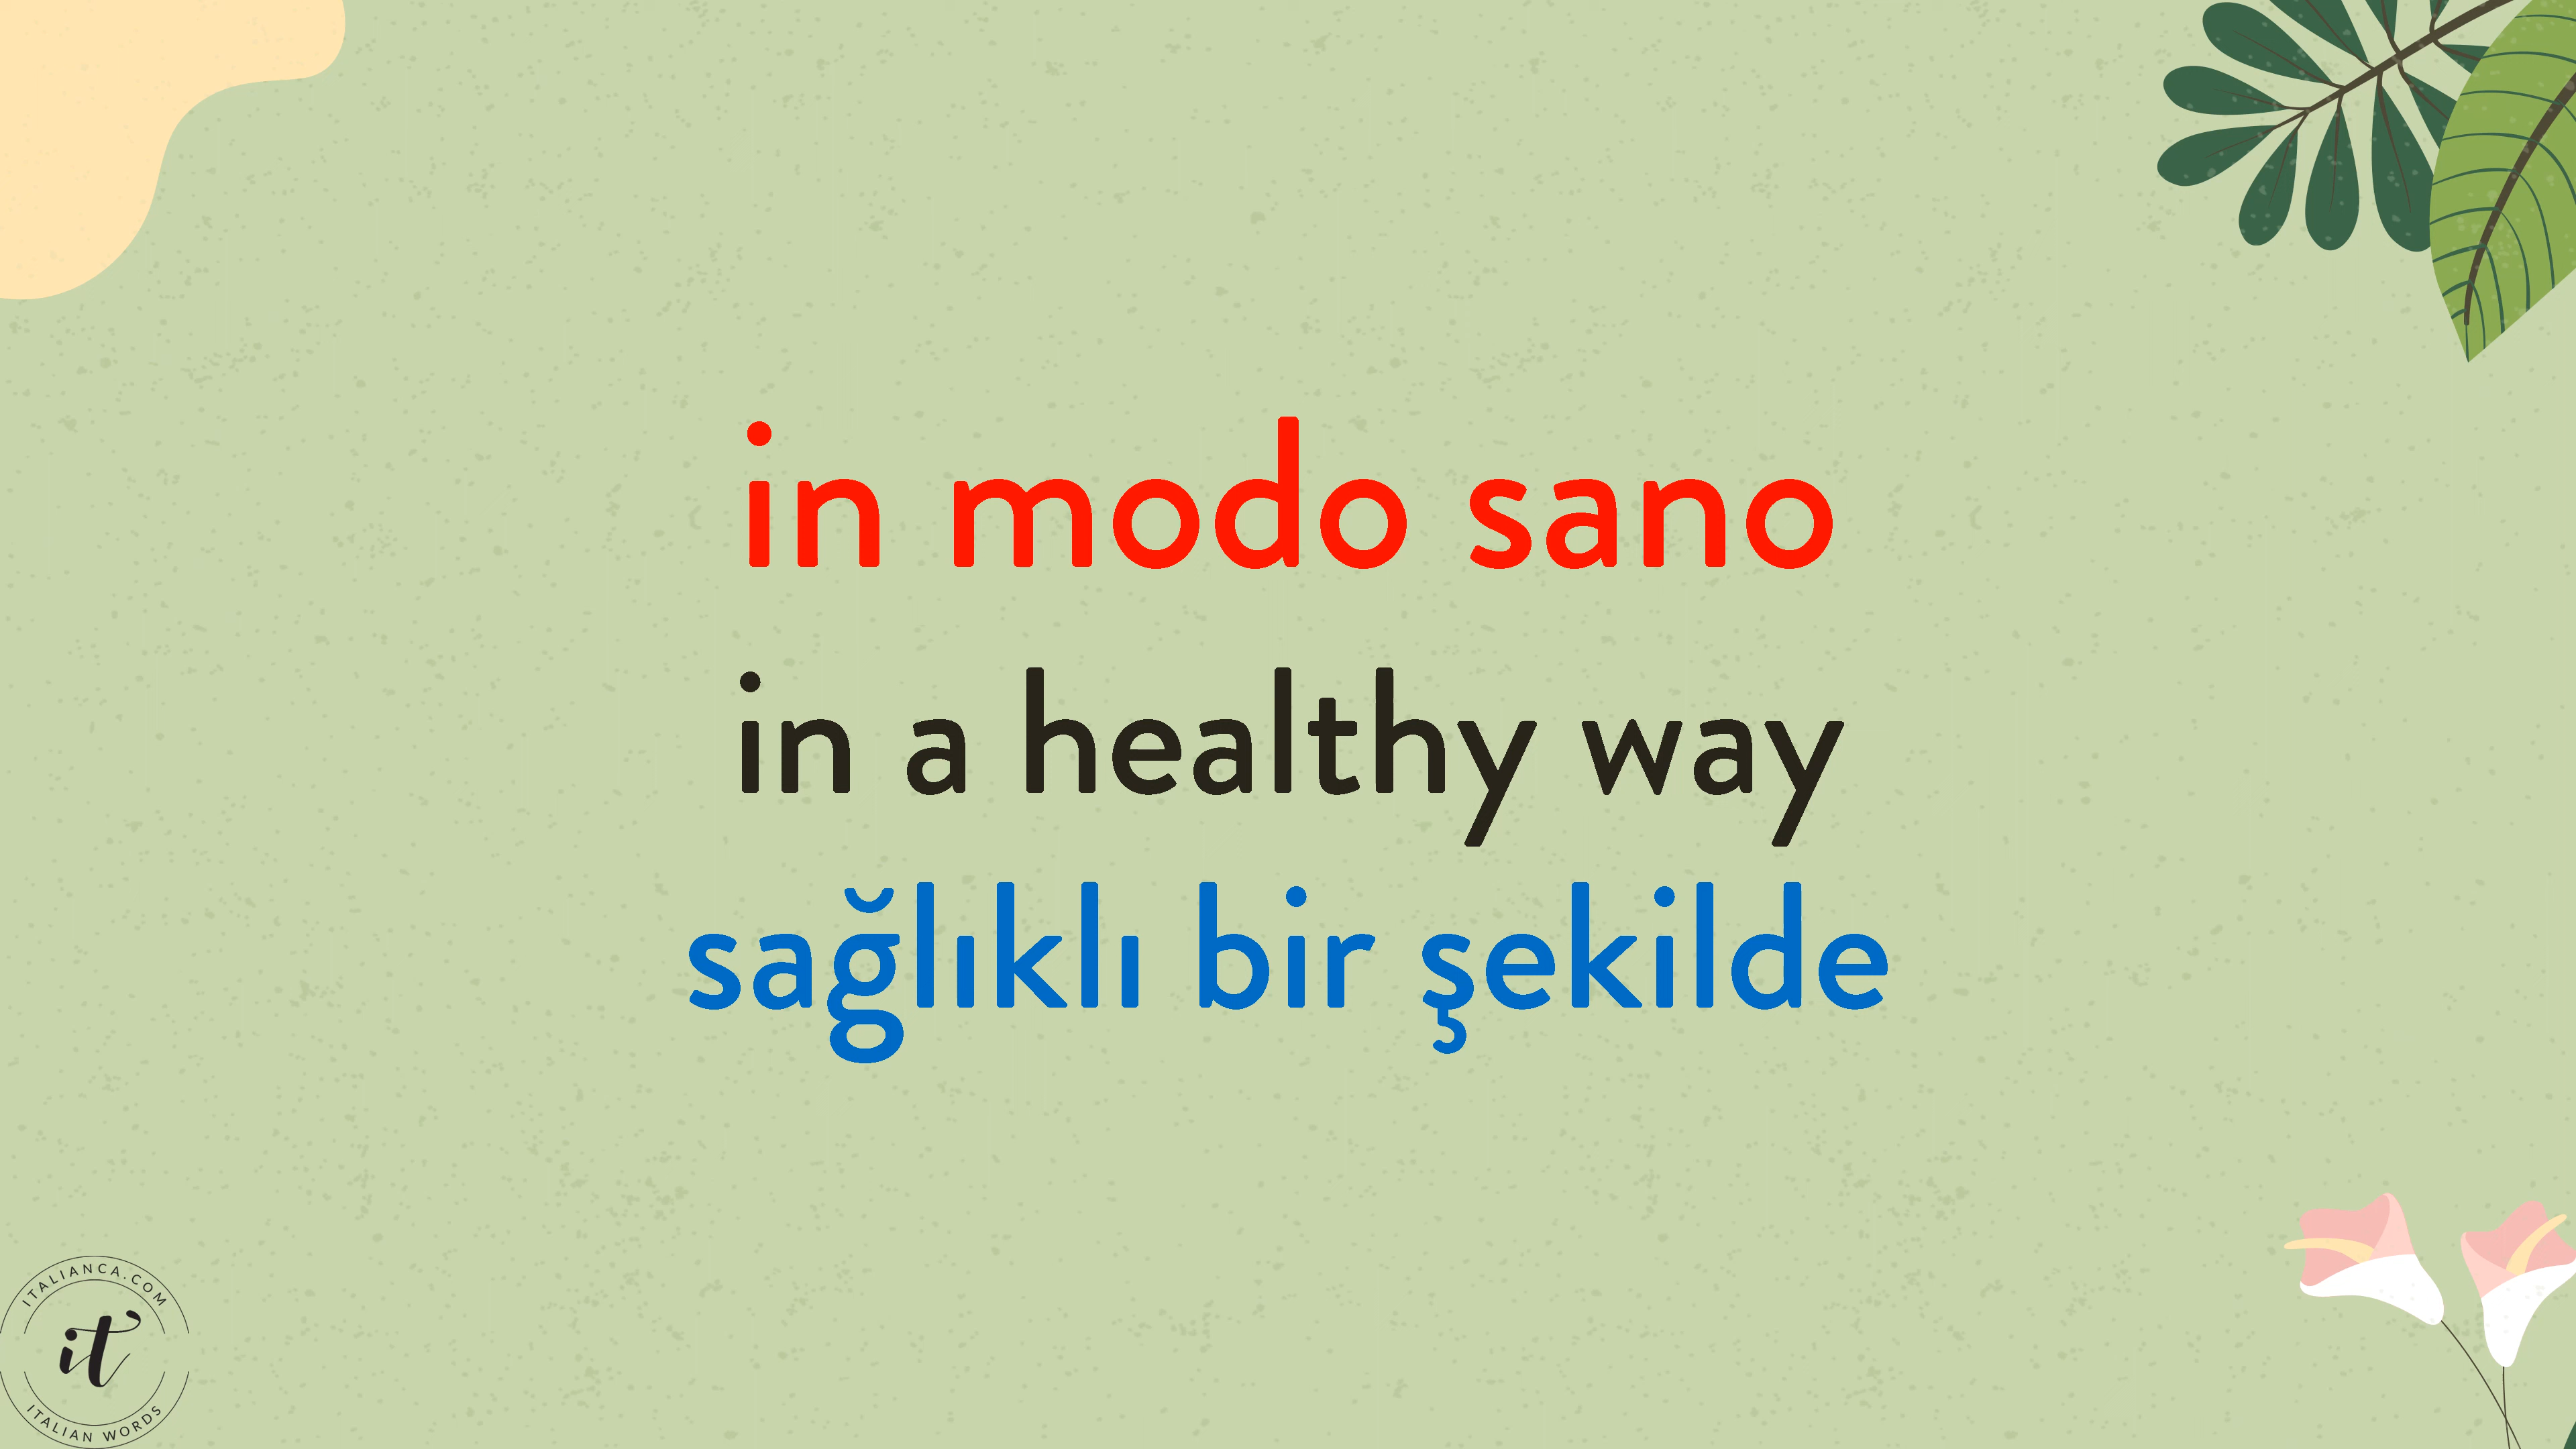 in modo sano
in a healthy way
sağlıklı bir şekilde
ITALIANCA.COM
it
ITALIAN WORDS